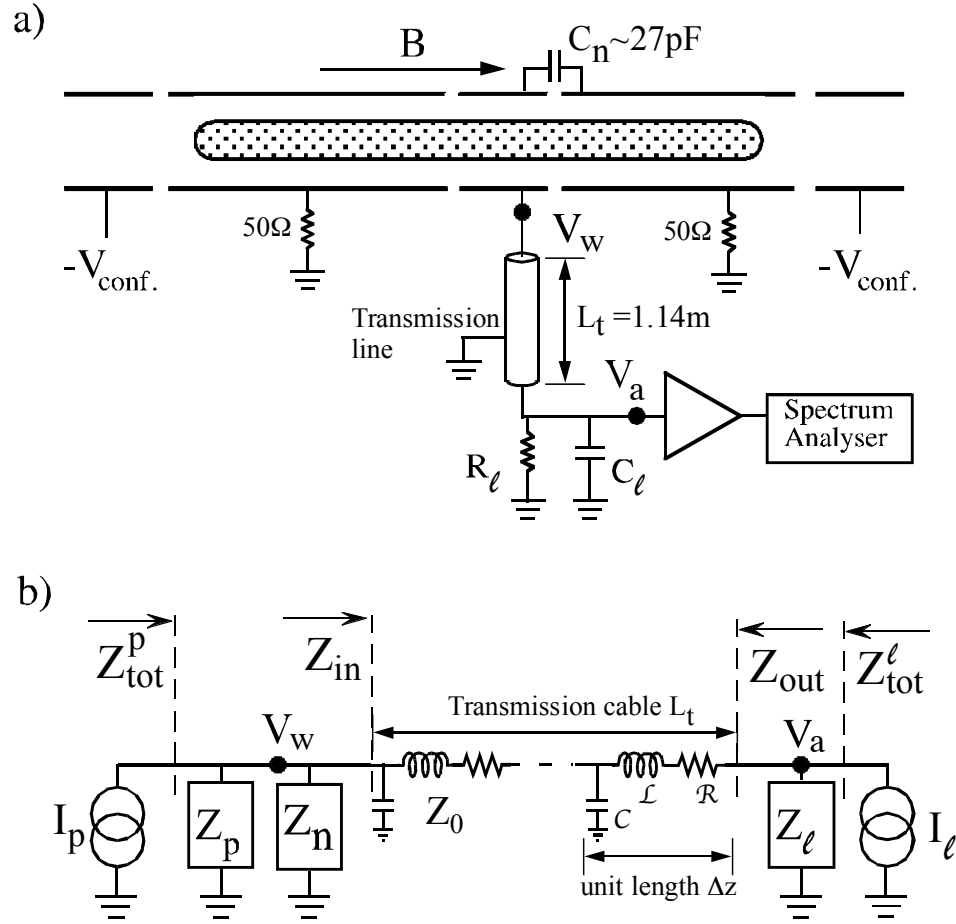 a)
B
C_n~27pF
50Ω
V_w
50Ω
-V_conf.
-V_conf.
Transmission
line
L_t =1.14m
V_a
Spectrum
Analyser
R_ℓ
C_ℓ
b)
Z^p_tot
Z_in
Z_out
Z^ℓ_tot
Transmission cable L_t
V_w
V_a
I_p
Z_p
Z_n
Z_0
C
ℒ
ℛ
Z_ℓ
I_ℓ
unit length Δz